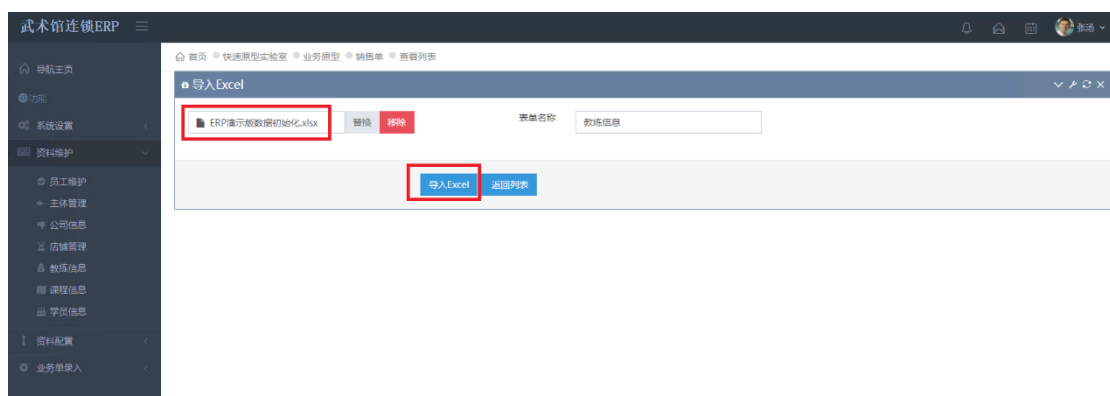 武术馆连锁ERP
张添
首页 快速原型实验室 业务原型 销售单 查看列表
导航主页
功能
系统设置
资料维护
员工维护
主体管理
公司信息
店铺管理
教练信息
课程信息
学员信息
资料配置
业务单录入
导入Excel
ERP演示版数据初始化.xlsx 替换 移除 表单名称 教练信息
导入Excel 返回列表